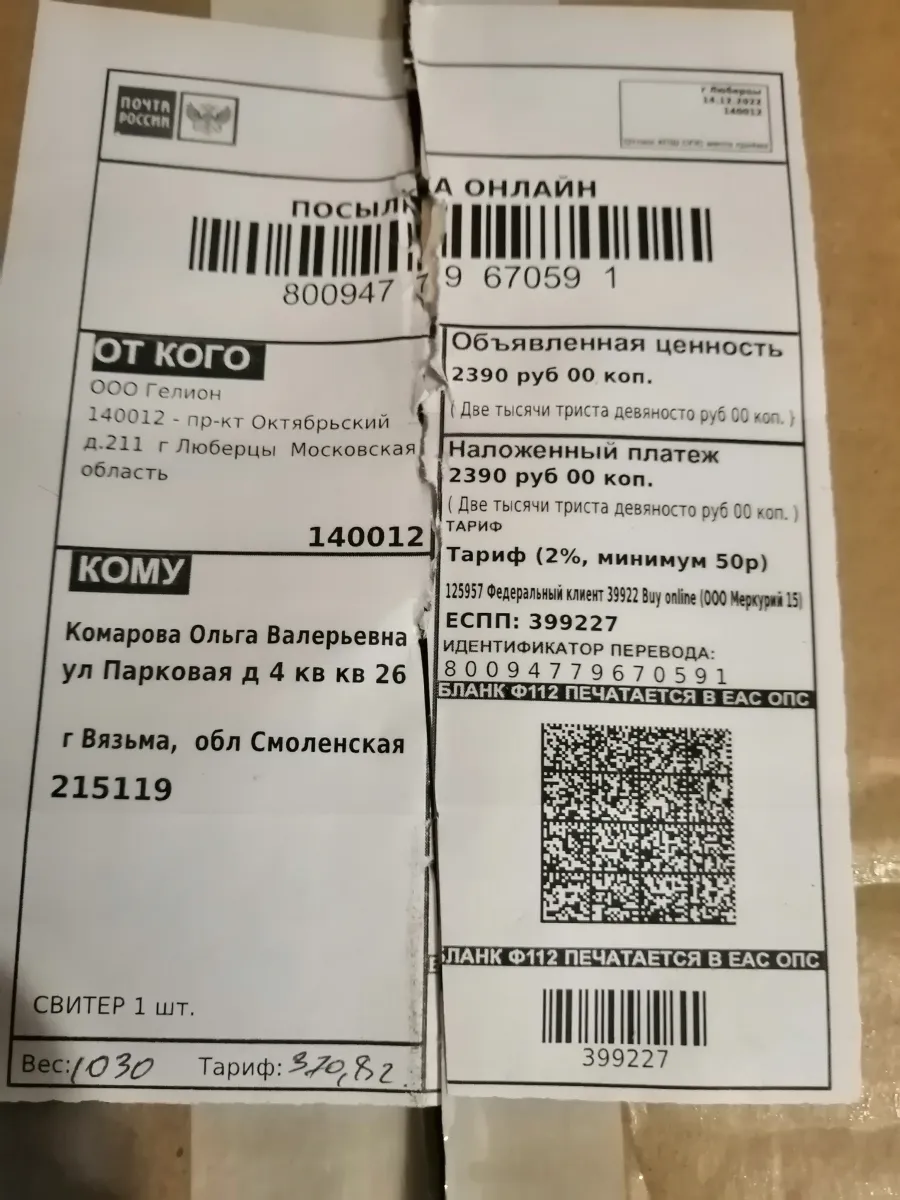 ПОЧТА
РОССИИ
г Люберцы
14.12.2022
140012
ПОСЫЛКА ОНЛАЙН
800947 79 67059 1
ОТ КОГО
ООО Гелион
140012 - пр-кт Октябрьский
д.211 г Люберцы Московская
область
140012
КОМУ
Комарова Ольга Валерьевна
ул Парковая д 4 кв кв 26
г Вязьма, обл Смоленская
215119
СВИТЕР 1 шт.
Вес: 1030 Тариф: 370,82
Объявленная ценность
2390 руб 00 коп.
( Две тысячи триста девяносто руб 00 коп. )
Наложенный платеж
2390 руб 00 коп.
( Две тысячи триста девяносто руб 00 коп. )
ТАРИФ
Тариф (2%, минимум 50р)
125957 Федеральный клиент 39922 Buy online (ООО Меркурий 15)
ЕСПП: 399227
ИДЕНТИФИКАТОР ПЕРЕВОДА:
80094779670591
БЛАНК Ф112 ПЕЧАТАЕТСЯ В ЕАС ОПС
БЛАНК Ф112 ПЕЧАТАЕТСЯ В ЕАС ОПС
399227